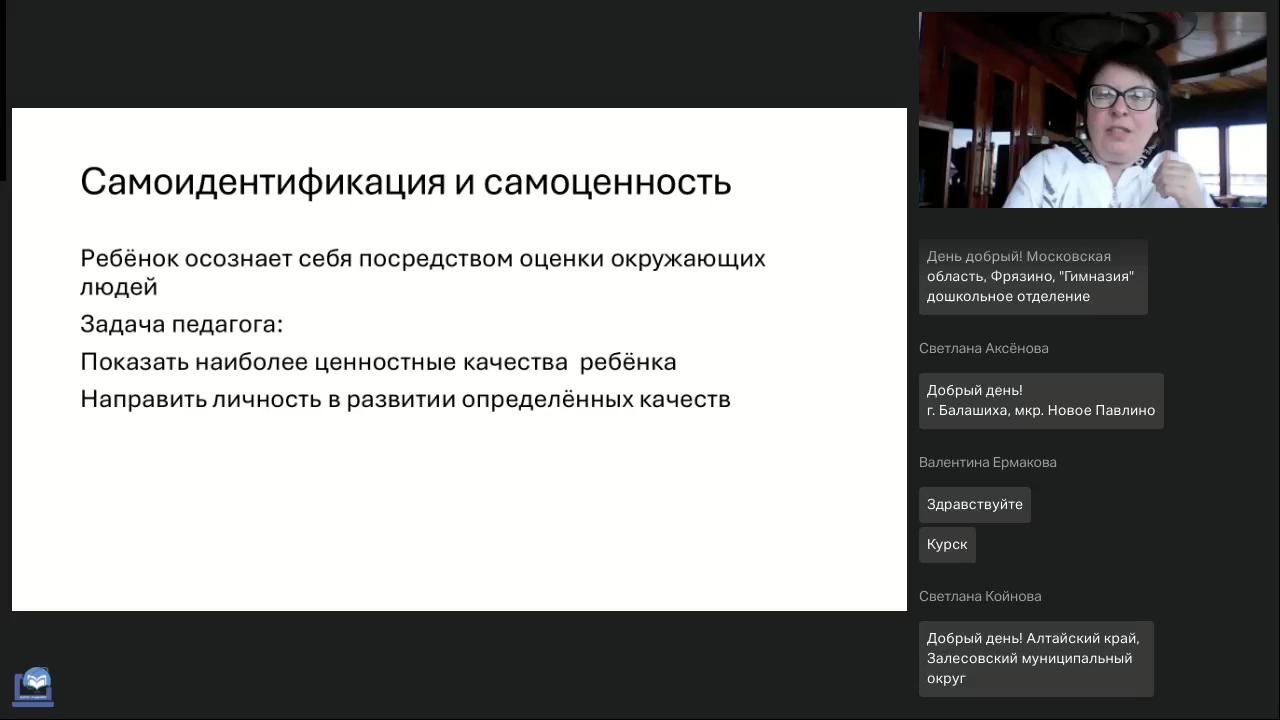 Самоидентификация и самоценность
Ребёнок осознает себя посредством оценки окружающих
людей
Задача педагога:
Показать наиболее ценностные качества  ребёнка
Направить личность в развитии определённых качеств
День добрый! Московская
область, Фрязино, "Гимназия"
дошкольное отделение
Светлана Аксёнова
Добрый день!
г. Балашиха, мкр. Новое Павлино
Валентина Ермакова
Здравствуйте
Курск
Светлана Койнова
Добрый день! Алтайский край,
Залесовский муниципальный
округ